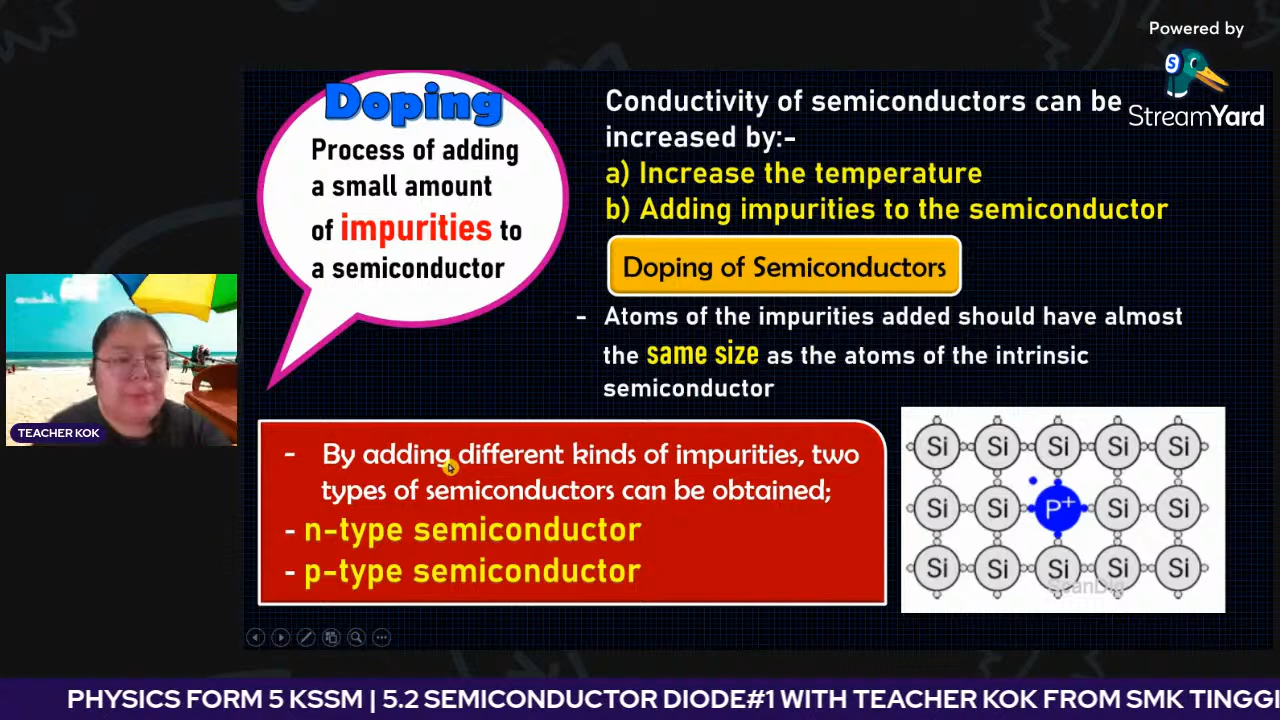 Powered by
StreamYard
Doping
Process of adding
a small amount
of impurities to
a semiconductor
Conductivity of semiconductors can be
increased by:-
a) Increase the temperature
b) Adding impurities to the semiconductor
Doping of Semiconductors
- Atoms of the impurities added should have almost
the same size as the atoms of the intrinsic
semiconductor
TEACHER KOK
- By adding different kinds of impurities, two
types of semiconductors can be obtained;
- n-type semiconductor
- p-type semiconductor
Si Si Si Si Si
Si Si P+ Si Si
Si Si Si Si Si
ScanDig
PHYSICS FORM 5 KSSM | 5.2 SEMICONDUCTOR DIODE#1 WITH TEACHER KOK FROM SMK TINGGI